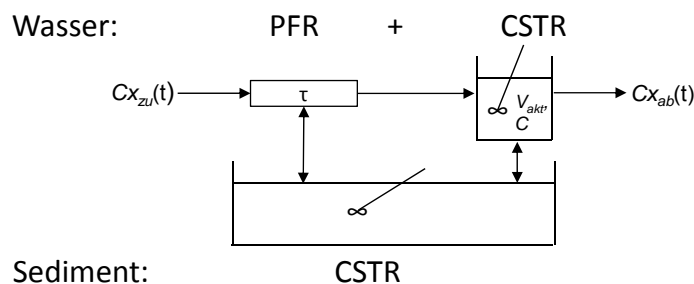 Wasser: PFR + CSTR
Cx_zu(t) τ V_akt, C Cx_ab(t)
Sediment: CSTR